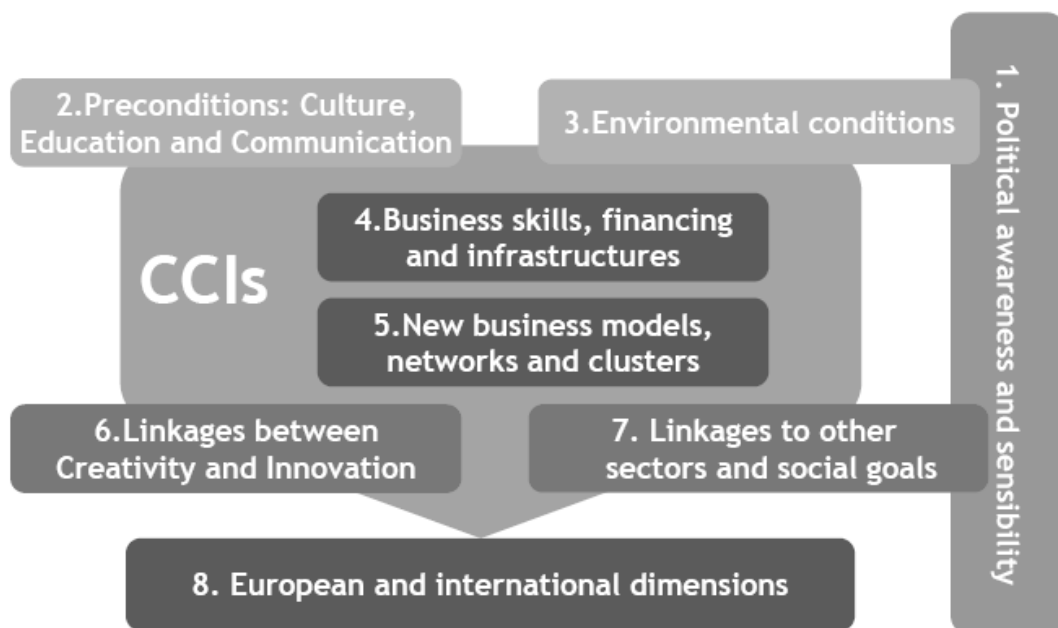 2.Preconditions: Culture,
Education and Communication
3.Environmental conditions
1. Political awareness and sensibility
CCIs
4.Business skills, financing
and infrastructures
5.New business models,
networks and clusters
6.Linkages between
Creativity and Innovation
7. Linkages to other
sectors and social goals
8. European and international dimensions